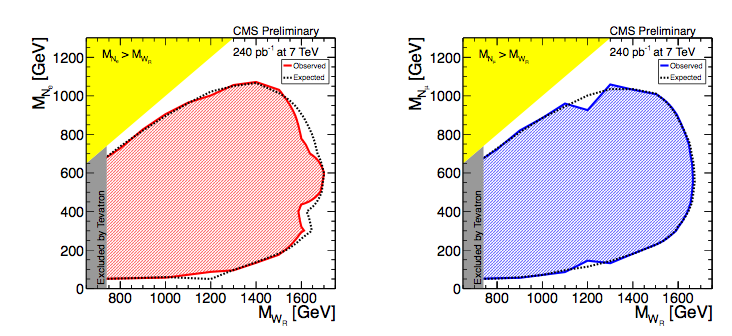 CMS Preliminary
M_{N_e} > M_{W_R}
240 pb⁻¹ at 7 TeV
Observed
Expected
M_{N_e} [GeV]
1200
1000
800
600
400
200
0
Excluded by Tevatron
800 1000 1200 1400 1600
M_{W_R} [GeV]
CMS Preliminary
M_{N_μ} > M_{W_R}
240 pb⁻¹ at 7 TeV
Observed
Expected
M_{N_μ} [GeV]
1200
1000
800
600
400
200
0
Excluded by Tevatron
800 1000 1200 1400 1600
M_{W_R} [GeV]